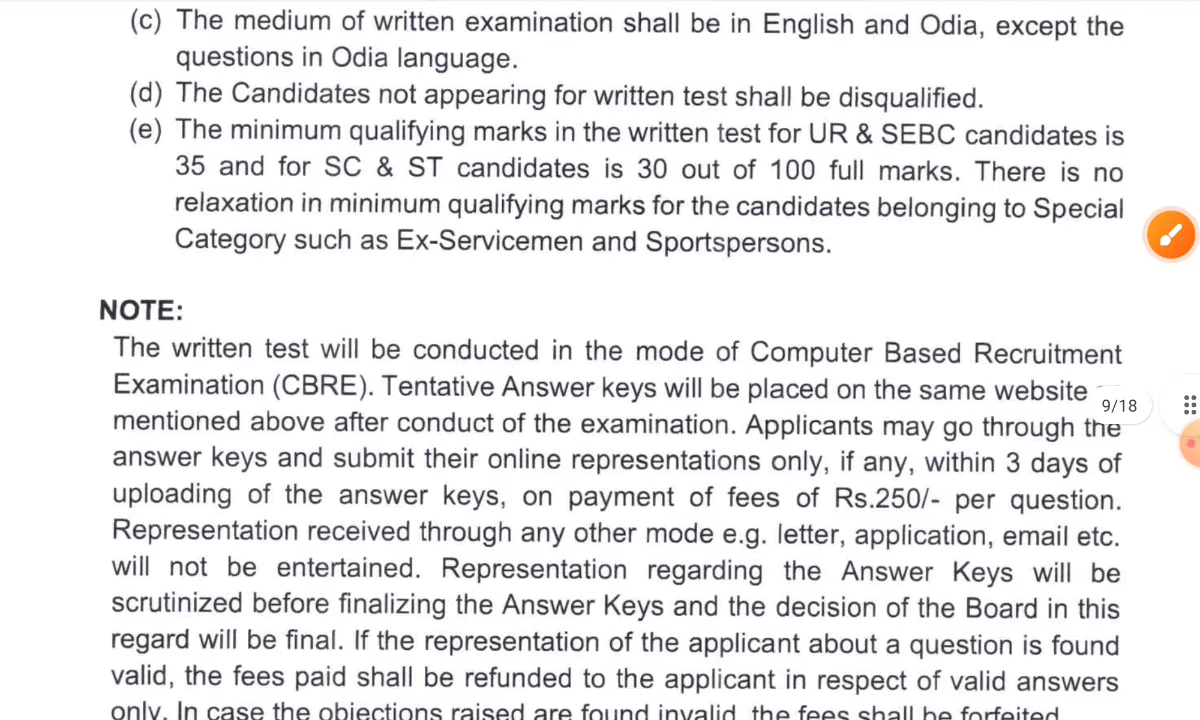 (c) The medium of written examination shall be in English and Odia, except the
questions in Odia language.
(d) The Candidates not appearing for written test shall be disqualified.
(e) The minimum qualifying marks in the written test for UR & SEBC candidates is
35 and for SC & ST candidates is 30 out of 100 full marks. There is no
relaxation in minimum qualifying marks for the candidates belonging to Special
Category such as Ex-Servicemen and Sportspersons.
NOTE:
The written test will be conducted in the mode of Computer Based Recruitment
Examination (CBRE). Tentative Answer keys will be placed on the same website
9/18
mentioned above after conduct of the examination. Applicants may go through the
answer keys and submit their online representations only, if any, within 3 days of
uploading of the answer keys, on payment of fees of Rs.250/- per question.
Representation received through any other mode e.g. letter, application, email etc.
will not be entertained. Representation regarding the Answer Keys will be
scrutinized before finalizing the Answer Keys and the decision of the Board in this
regard will be final. If the representation of the applicant about a question is found
valid, the fees paid shall be refunded to the applicant in respect of valid answers
only. In case the objections raised are found invalid, the fees shall be forfeited